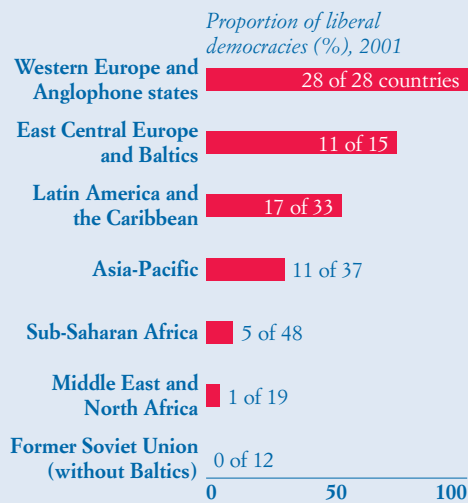 Proportion of liberal
democracies (%), 2001
Western Europe and
Anglophone states
28 of 28 countries
East Central Europe
and Baltics
11 of 15
Latin America and
the Caribbean
17 of 33
Asia-Pacific
11 of 37
Sub-Saharan Africa
5 of 48
Middle East and
North Africa
1 of 19
Former Soviet Union
(without Baltics)
0 of 12
0 50 100